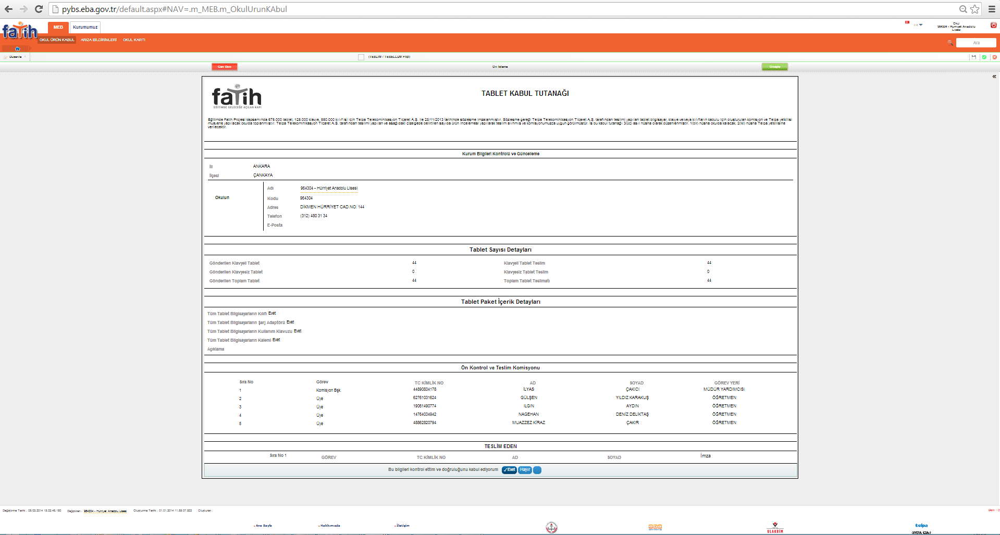 pybs.eba.gov.tr/default.aspx#NAV=.m_MEB.m_OkulUrunKAbul
fatih
MEB
Kurumumuz
TR
Okul
964304 - Hürriyet Anadolu
Lisesi
OKUL ÜRÜN KABUL
ARIZA BİLDİRİMLERİ
OKUL KARTI
Ara
Düzenle
(TESLİM / TESELLÜM FİŞİ)
Geri Dön
Ön İzleme
Onayla
fatih
EĞİTİMDE GELECEĞE AÇILAN KAPI
TABLET KABUL TUTANAĞI
Eğitimde Fatih Projesi kapsamında 675.000 tablet, 125.000 klavye, 550.000 kılıf işi için Telpa Telekominikasyon Ticaret A.Ş. ile 28/11/2013 tarihinde sözleşme imzalanmıştır. Sözleşme gereği Telpa Telekominikasyon Ticaret A.Ş. tarafından teslimi yapılan tablet bilgisayar, klavye ve/veya kılıfların kabulu için oluşturulan komisyon ve Telpa yetkilisi
muayene yapılacak okulda toplanmıştır. Telpa Telekominikasyon Ticaret A.Ş. tarafından teslimi yapılan ve aşağıdaki çizelgede belirtilen sayıda ürün incelemesi yapılarak teslim alınmış ve komisyonumuzca uygun görülmüştür. İş bu kabul tutanağı 3(üç) asıl nüsha olarak düzenlenmiştir. 1(bir) nüsha okulda kalacak, 2(iki) nüsha Telpa yetkilisine
verilecektir.
Kurum Bilgileri Kontrolü ve Güncelleme
İli ANKARA
İlçesi ÇANKAYA
Okulun
Adı 964304 - Hürriyet Anadolu Lisesi
Kodu 964304
Adres DİKMEN HÜRRİYET CAD.NO: 144
Telefon (312) 480 31 34
E-Posta
Tablet Sayısı Detayları
Gönderilen Klavyeli Tablet 44 Klavyeli Tablet Teslim 44
Gönderilen Klavyesiz Tablet 0 Klavyesiz Tablet Teslim 0
Gönderilen Toplam Tablet 44 Toplam Tablet Teslimatı 44
Tablet Paket İçerik Detayları
Tüm Tablet Bilgisayarların Kılıfı Evet
Tüm Tablet Bilgisayarların Şarj Adaptörü Evet
Tüm Tablet Bilgisayarların Kullanım Klavuzu Evet
Tüm Tablet Bilgisayarların Kalemi Evet
Açıklama
Ön Kontrol ve Teslim Komisyonu
Sıra No Görev TC KİMLİK NO AD SOYAD GÖREV YERİ
1 Komisyon Bşk. 44890834178 İLYAS ÇAKICI MÜDÜR YARDIMCISI
2 Üye 62761031624 GÜLŞEN YILDIZ KARAKUŞ ÖĞRETMEN
3 Üye 19061490774 ILGIN AYDIN ÖĞRETMEN
4 Üye 14764034942 NAGEHAN DENİZ DELİKTAŞ ÖĞRETMEN
5 Üye 48862820794 MUAZZEZ KİRAZ ÇAKIR ÖĞRETMEN
TESLİM EDEN
Sıra No 1 GÖREV TC KİMLİK NO AD SOYAD İmza
Bu bilgileri kontrol ettim ve doğruluğunu kabul ediyorum ✓Evet Hayır
Değiştirme Tarihi : 05.02.2014 15:32:45.150 Değiştiren : 964304 - Hürriyet Anadolu Lisesi Oluşturma Tarihi : 01.01.2014 11:55:07.933 Oluşturan :
Ana Sayfa
Hakkımızda
İletişim
eba
ULAKBİM
telpa